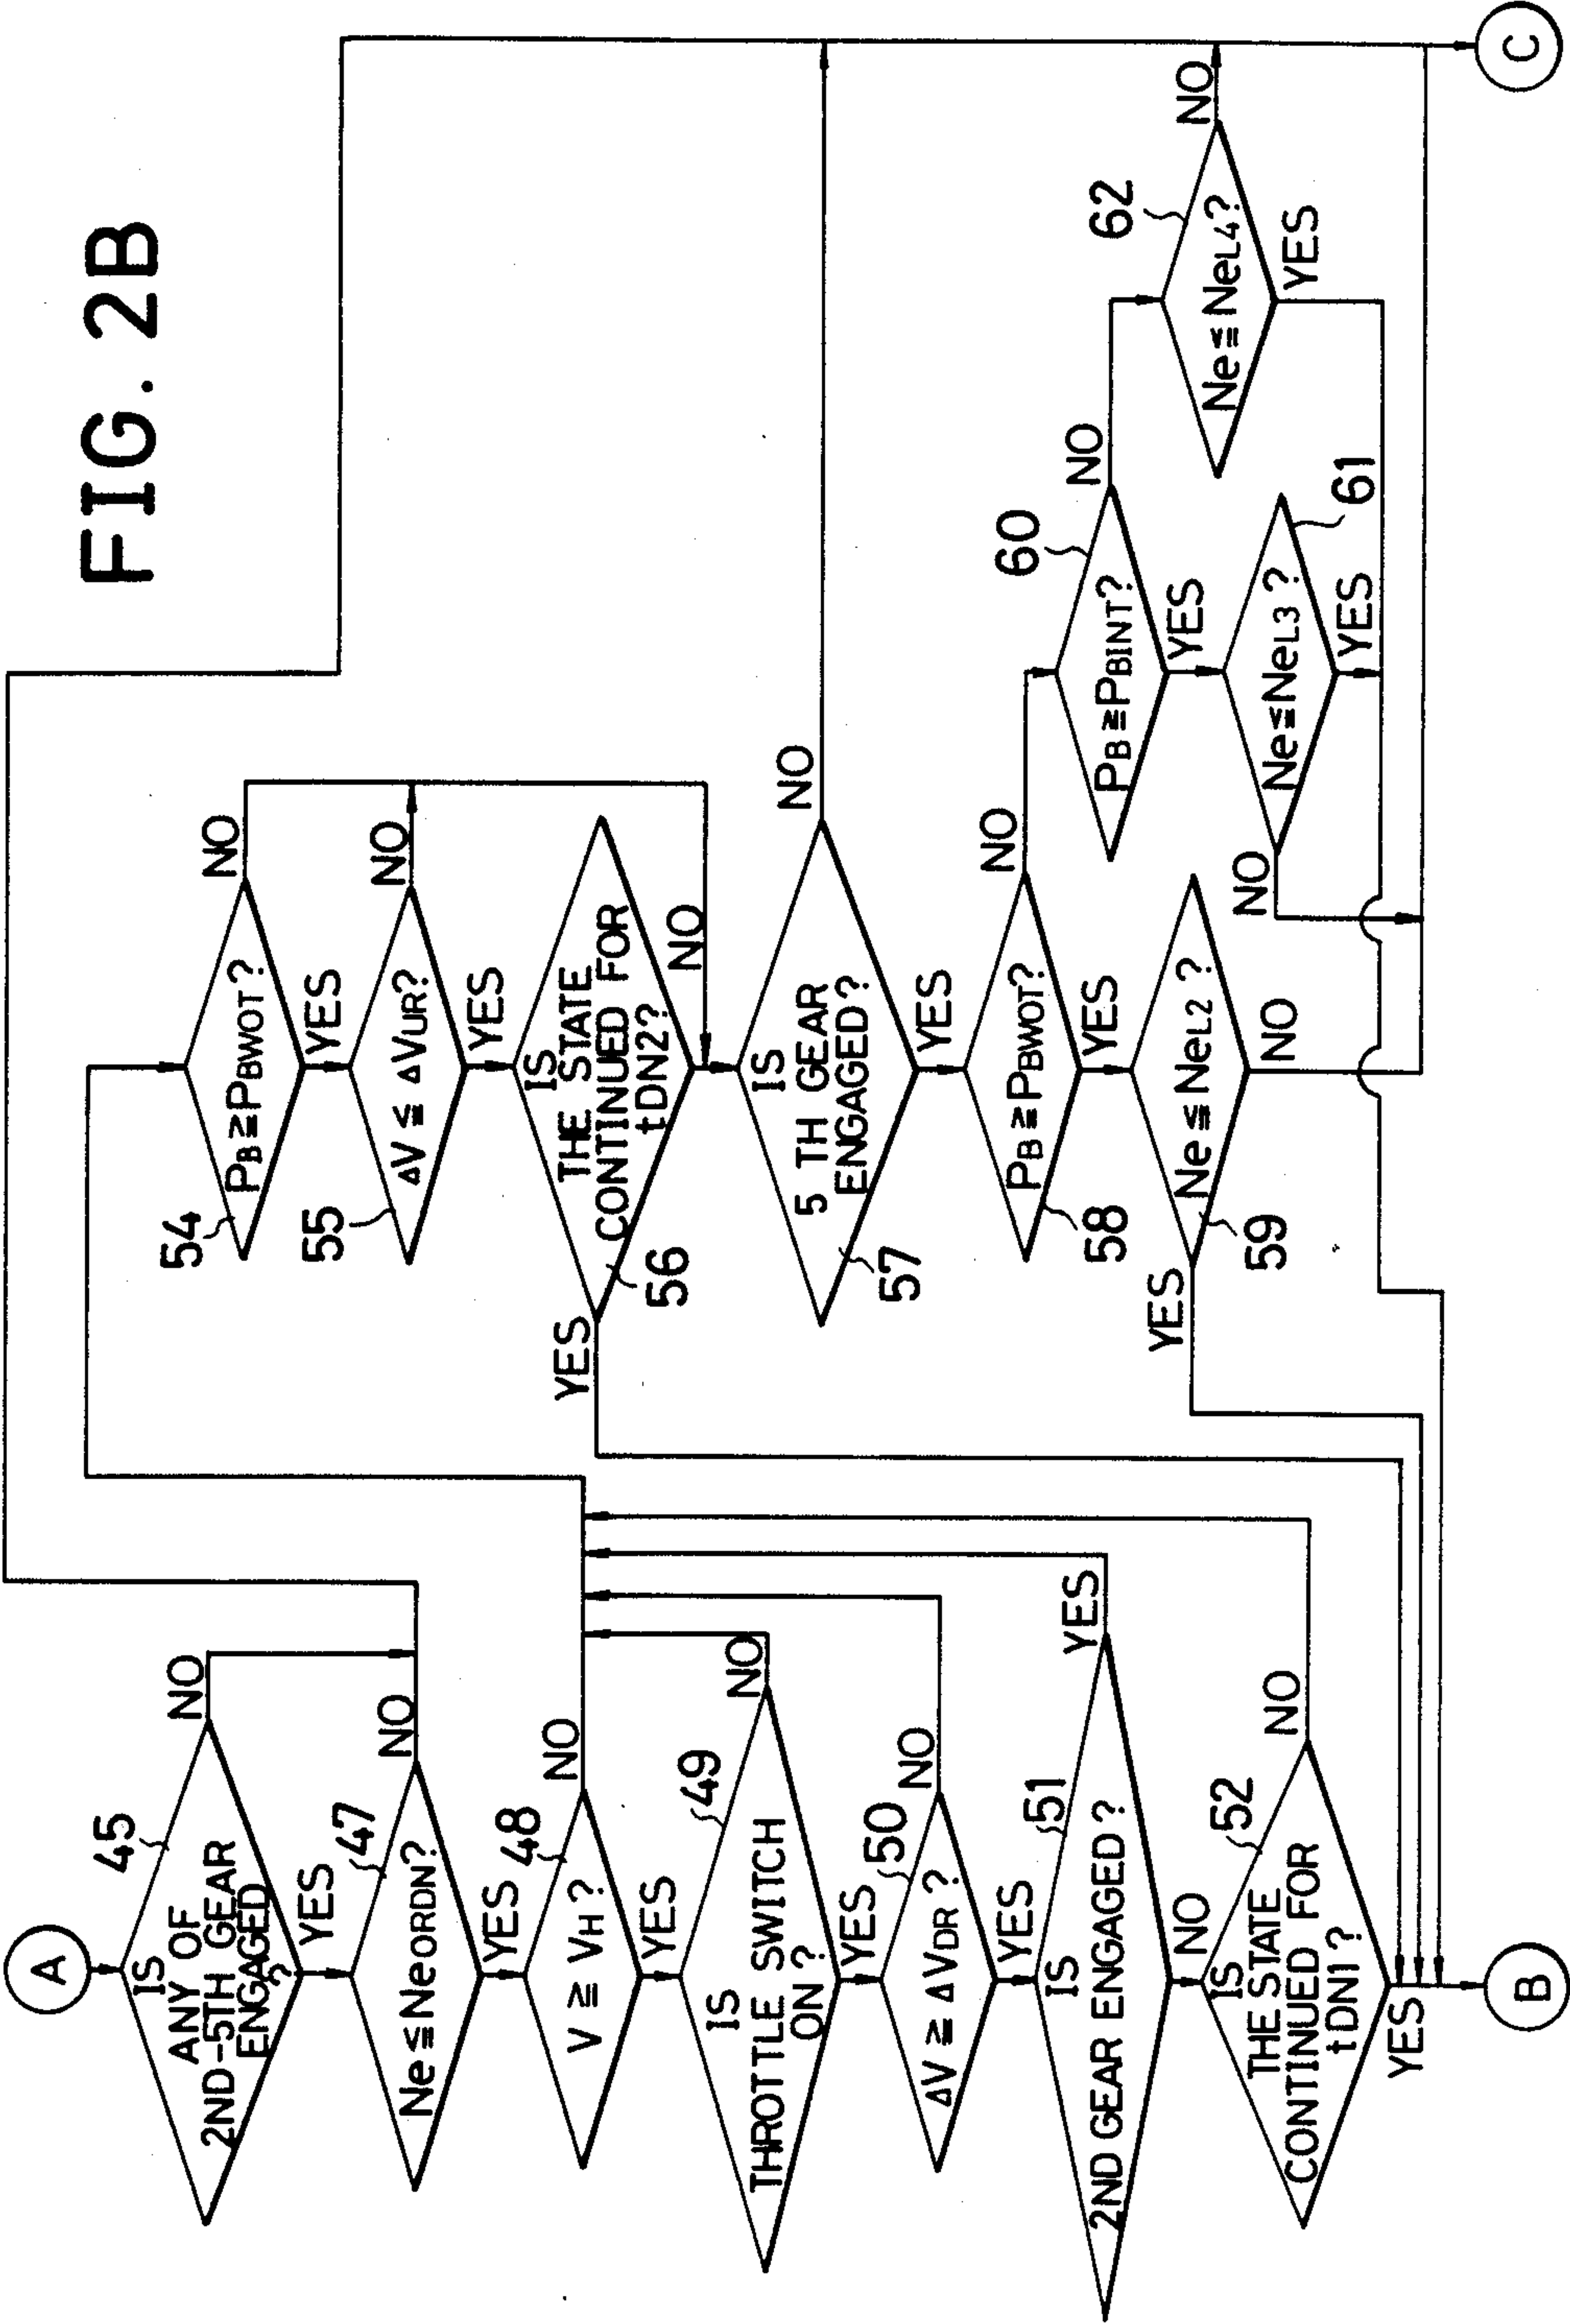 FIG. 2B
A
45
IS
ANY OF
2ND-5TH GEAR
ENGAGED
?
NO
YES
47
Ne≦NeORDN?
NO
YES
48
V ≧ VH ?
NO
YES
49
IS
THROTTLE SWITCH
ON ?
NO
YES
50
ΔV ≧ ΔVDR ?
NO
YES
51
IS
2ND GEAR ENGAGED ?
YES
NO
52
IS
THE STATE
CONTINUED FOR
tDN1 ?
NO
YES
B
54
PB≧PBWOT ?
NO
YES
55
ΔV ≦ ΔVUR?
NO
YES
56
IS
THE STATE
CONTINUED FOR
tDN2?
YES
NO
57
IS
5 TH GEAR
ENGAGED?
NO
YES
58
PB≧PBWOT?
NO
YES
59
Ne ≦ NeL2 ?
YES
NO
60
PB≧PBINT?
NO
YES
61
Ne≦NeL3 ?
NO
YES
62
Ne≦NeL4?
NO
YES
C